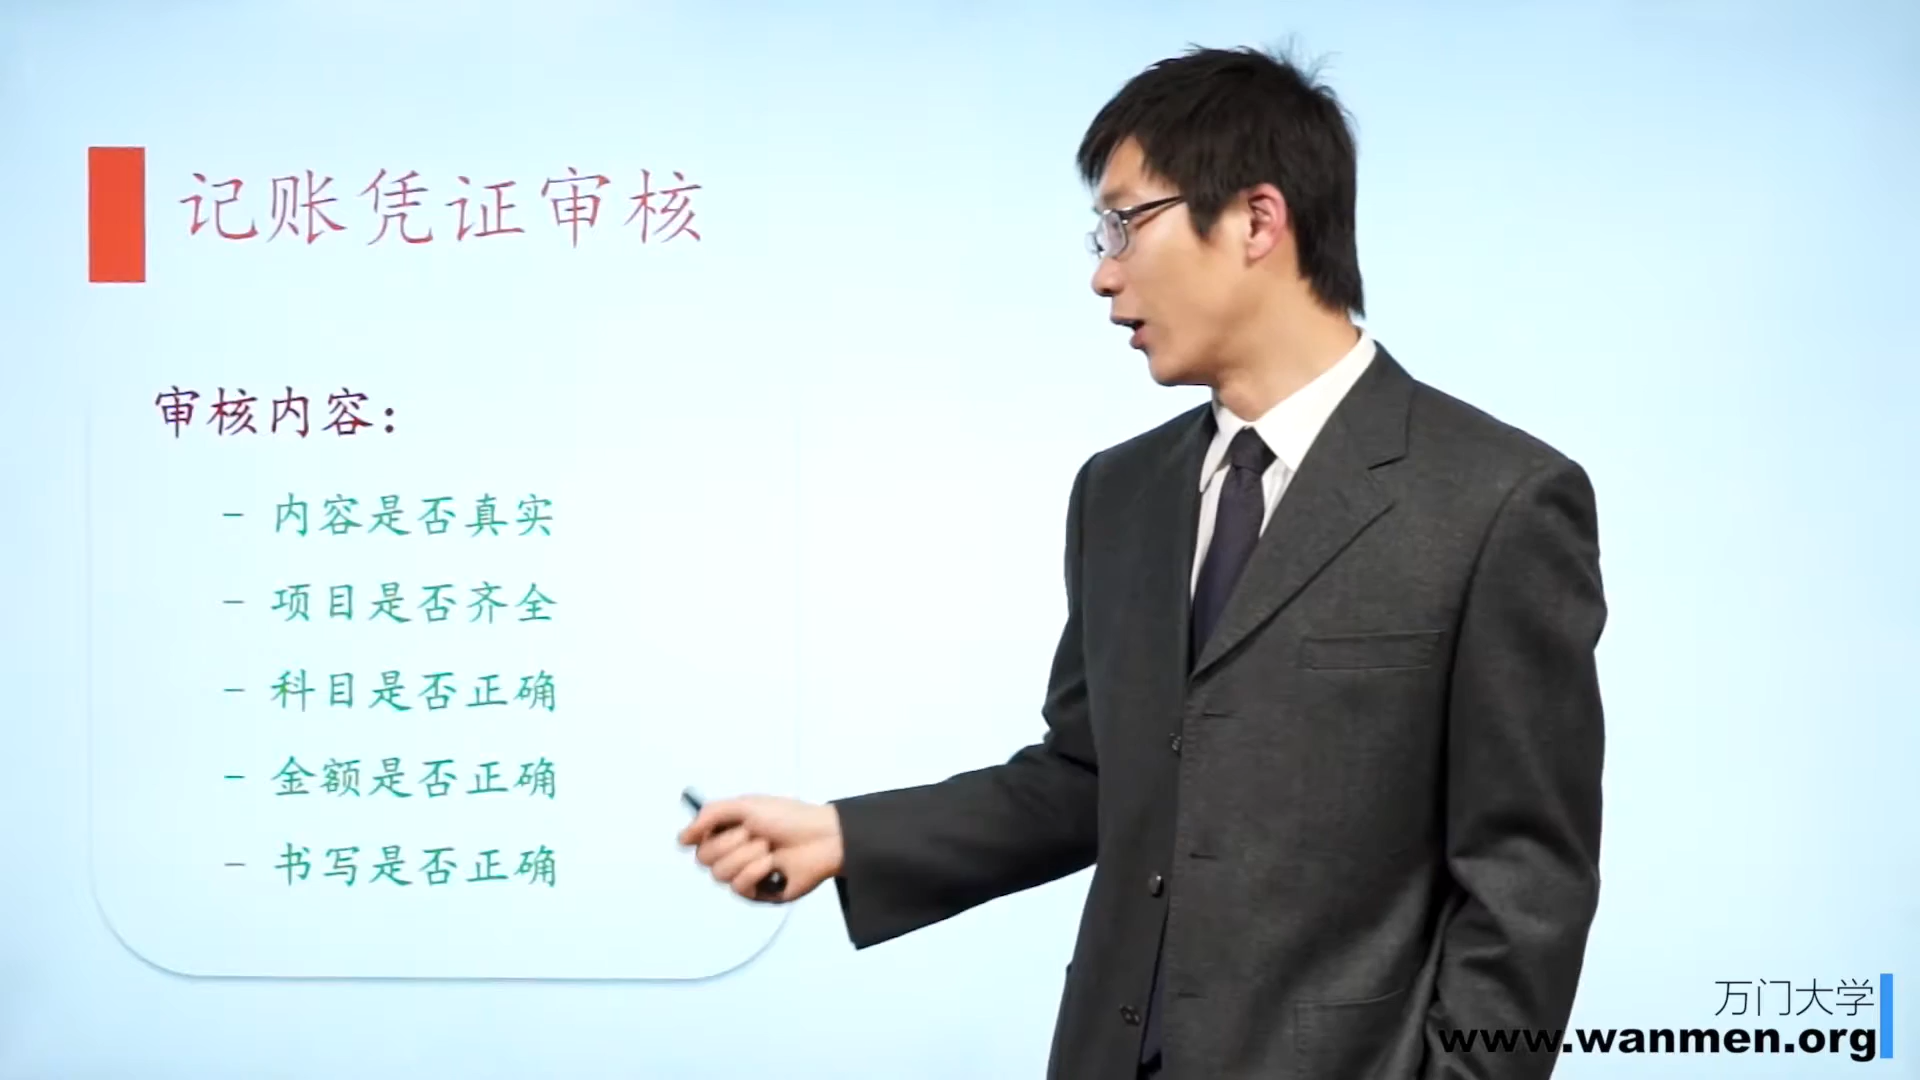 记账凭证审核
审核内容：
- 内容是否真实
- 项目是否齐全
- 科目是否正确
- 金额是否正确
- 书写是否正确
万门大学
www.wanmen.org